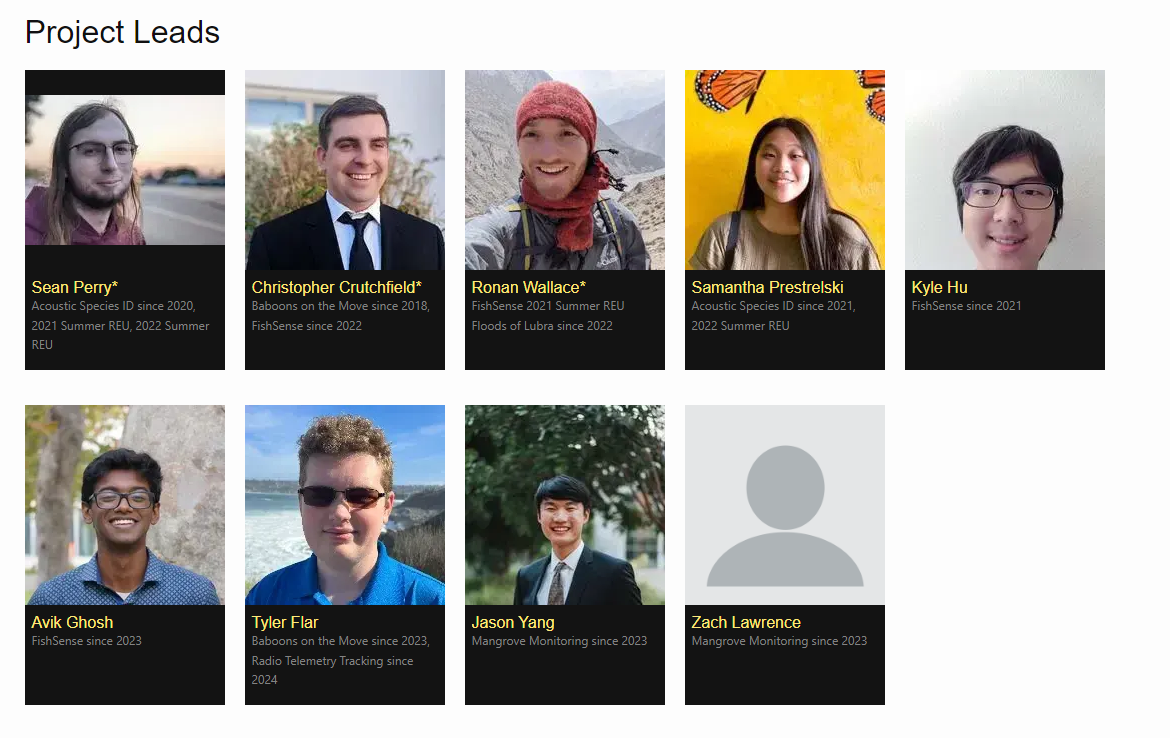 Project Leads
Sean Perry*
Acoustic Species ID since 2020,
2021 Summer REU, 2022 Summer
REU
Christopher Crutchfield*
Baboons on the Move since 2018,
FishSense since 2022
Ronan Wallace*
FishSense 2021 Summer REU
Floods of Lubra since 2022
Samantha Prestrelski
Acoustic Species ID since 2021,
2022 Summer REU
Kyle Hu
FishSense since 2021
Avik Ghosh
FishSense since 2023
Tyler Flar
Baboons on the Move since 2023,
Radio Telemetry Tracking since
2024
Jason Yang
Mangrove Monitoring since 2023
Zach Lawrence
Mangrove Monitoring since 2023